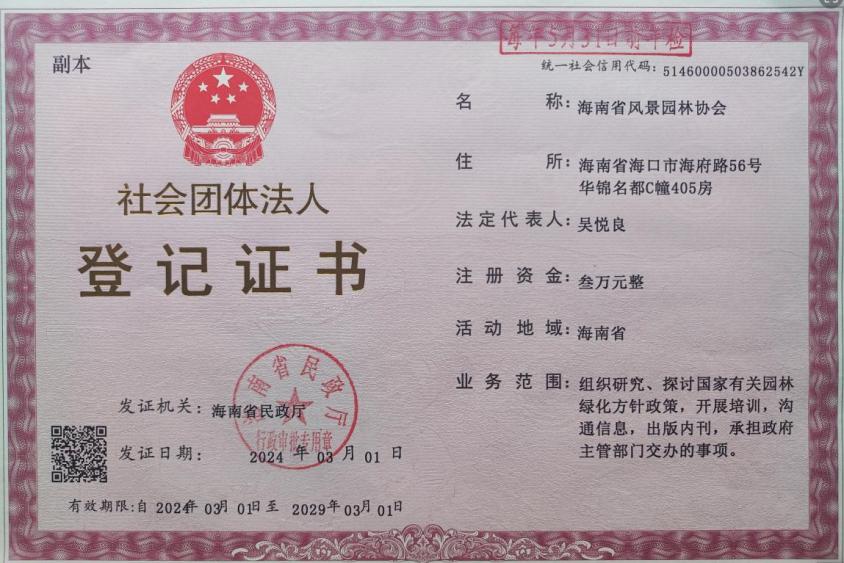 副本
每年5月31日前年检
统一社会信用代码：51460000503862542Y
社会团体法人
登记证书
名称：海南省风景园林协会
住所：海南省海口市海府路56号
华锦名都C幢405房
法定代表人：吴悦良
注册资金：叁万元整
活动地域：海南省
业务范围：组织研究、探讨国家有关园林
绿化方针政策，开展培训，沟
通信息，出版内刊，承担政府
主管部门交办的事项。
海南省民政厅
行政审批专用章
发证机关：海南省民政厅
发证日期：2024年03月01日
有效期限:自2024年03月01日至2029年03月01日